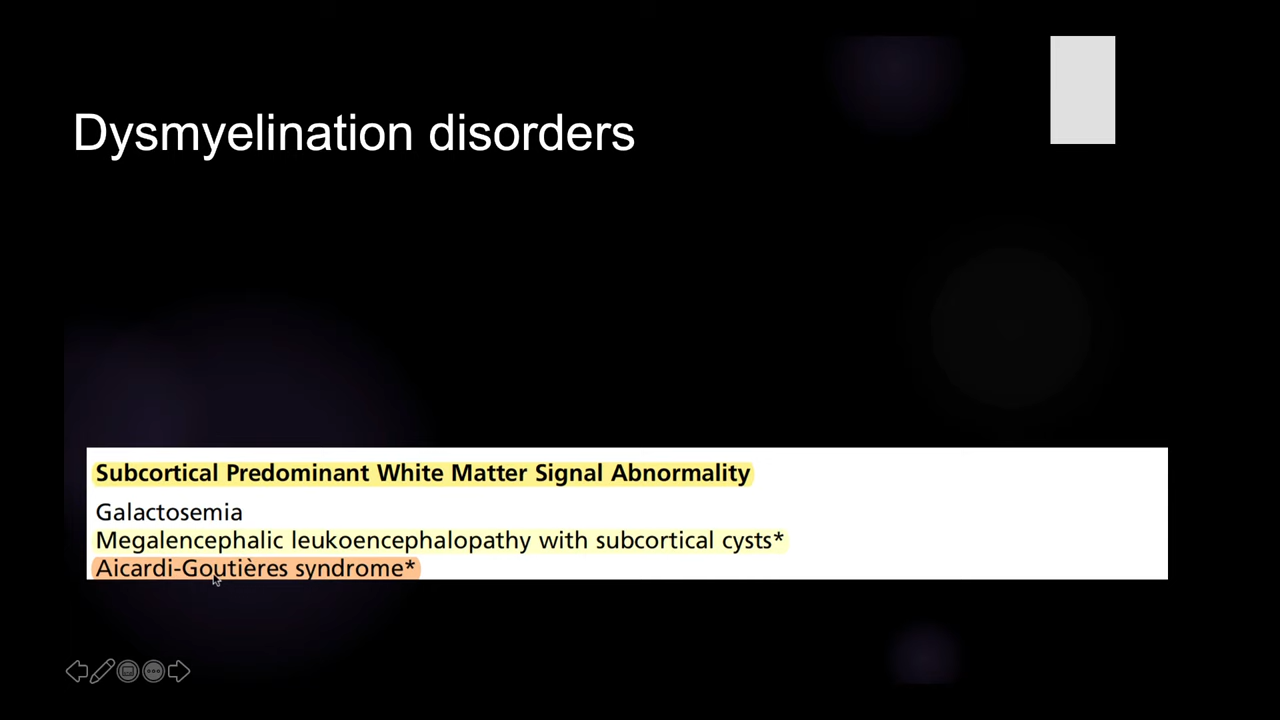 Dysmyelination disorders
Subcortical Predominant White Matter Signal Abnormality
Galactosemia
Megalencephalic leukoencephalopathy with subcortical cysts*
Aicardi-Goutières syndrome*